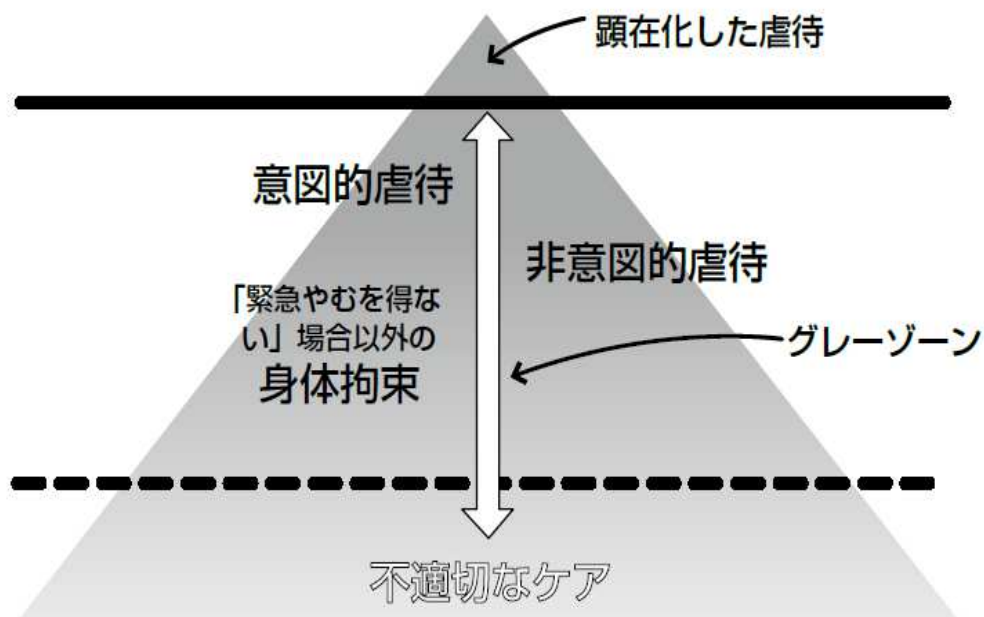 顕在化した虐待
意図的虐待
非意図的虐待
「緊急やむを得な
い」場合以外の
身体拘束
グレーゾーン
不適切なケア